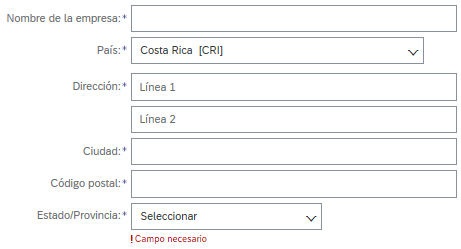 Nombre de la empresa:*
País:* Costa Rica [CRI]
Dirección:* Línea 1
Línea 2
Ciudad:*
Código postal:*
Estado/Provincia:* Seleccionar
! Campo necesario